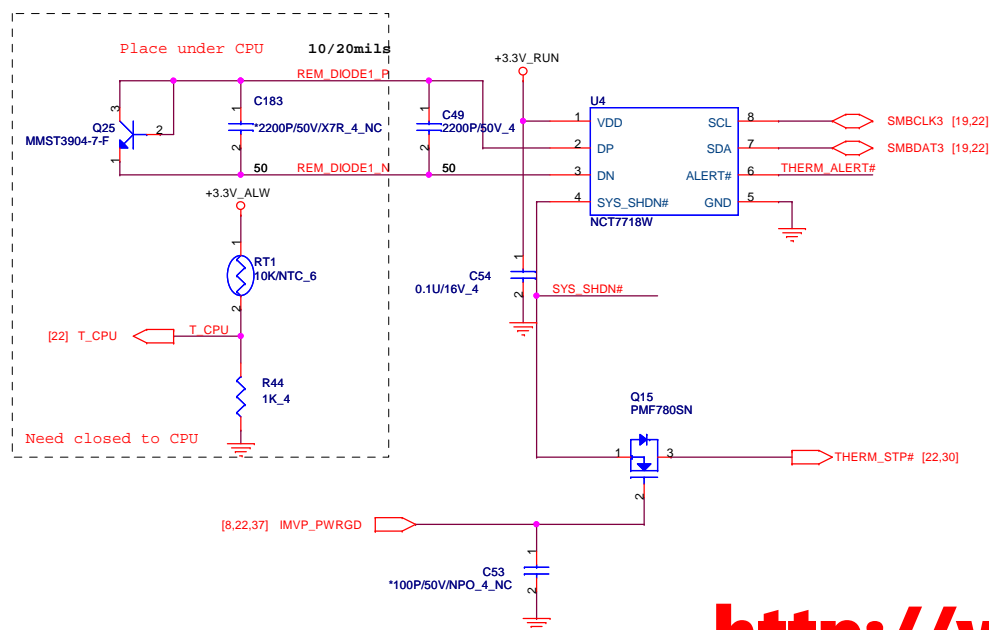 Place under CPU
10/20mils
REM_DIODE1_P
+3.3V_RUN
C183
*2200P/50V/X7R_4_NC
C49
2200P/50V_4
Q25
MMST3904-7-F
3
2
1
1
2
1
2
50
REM_DIODE1_N
50
U4
1 VDD SCL 8
2 DP SDA 7
3 DN ALERT# 6
4 SYS_SHDN# GND 5
NCT7718W
SMBCLK3 [19,22]
SMBDAT3 [19,22]
THERM_ALERT#
+3.3V_ALW
1
RT1
10K/NTC_6
2
[22] T_CPU
T_CPU
R44
1K_4
Need closed to CPU
1
C54
0.1U/16V_4
2
SYS_SHDN#
Q15
PMF780SN
1
3
2
THERM_STP# [22,30]
[8,22,37] IMVP_PWRGD
1
C53
*100P/50V/NPO_4_NC
2